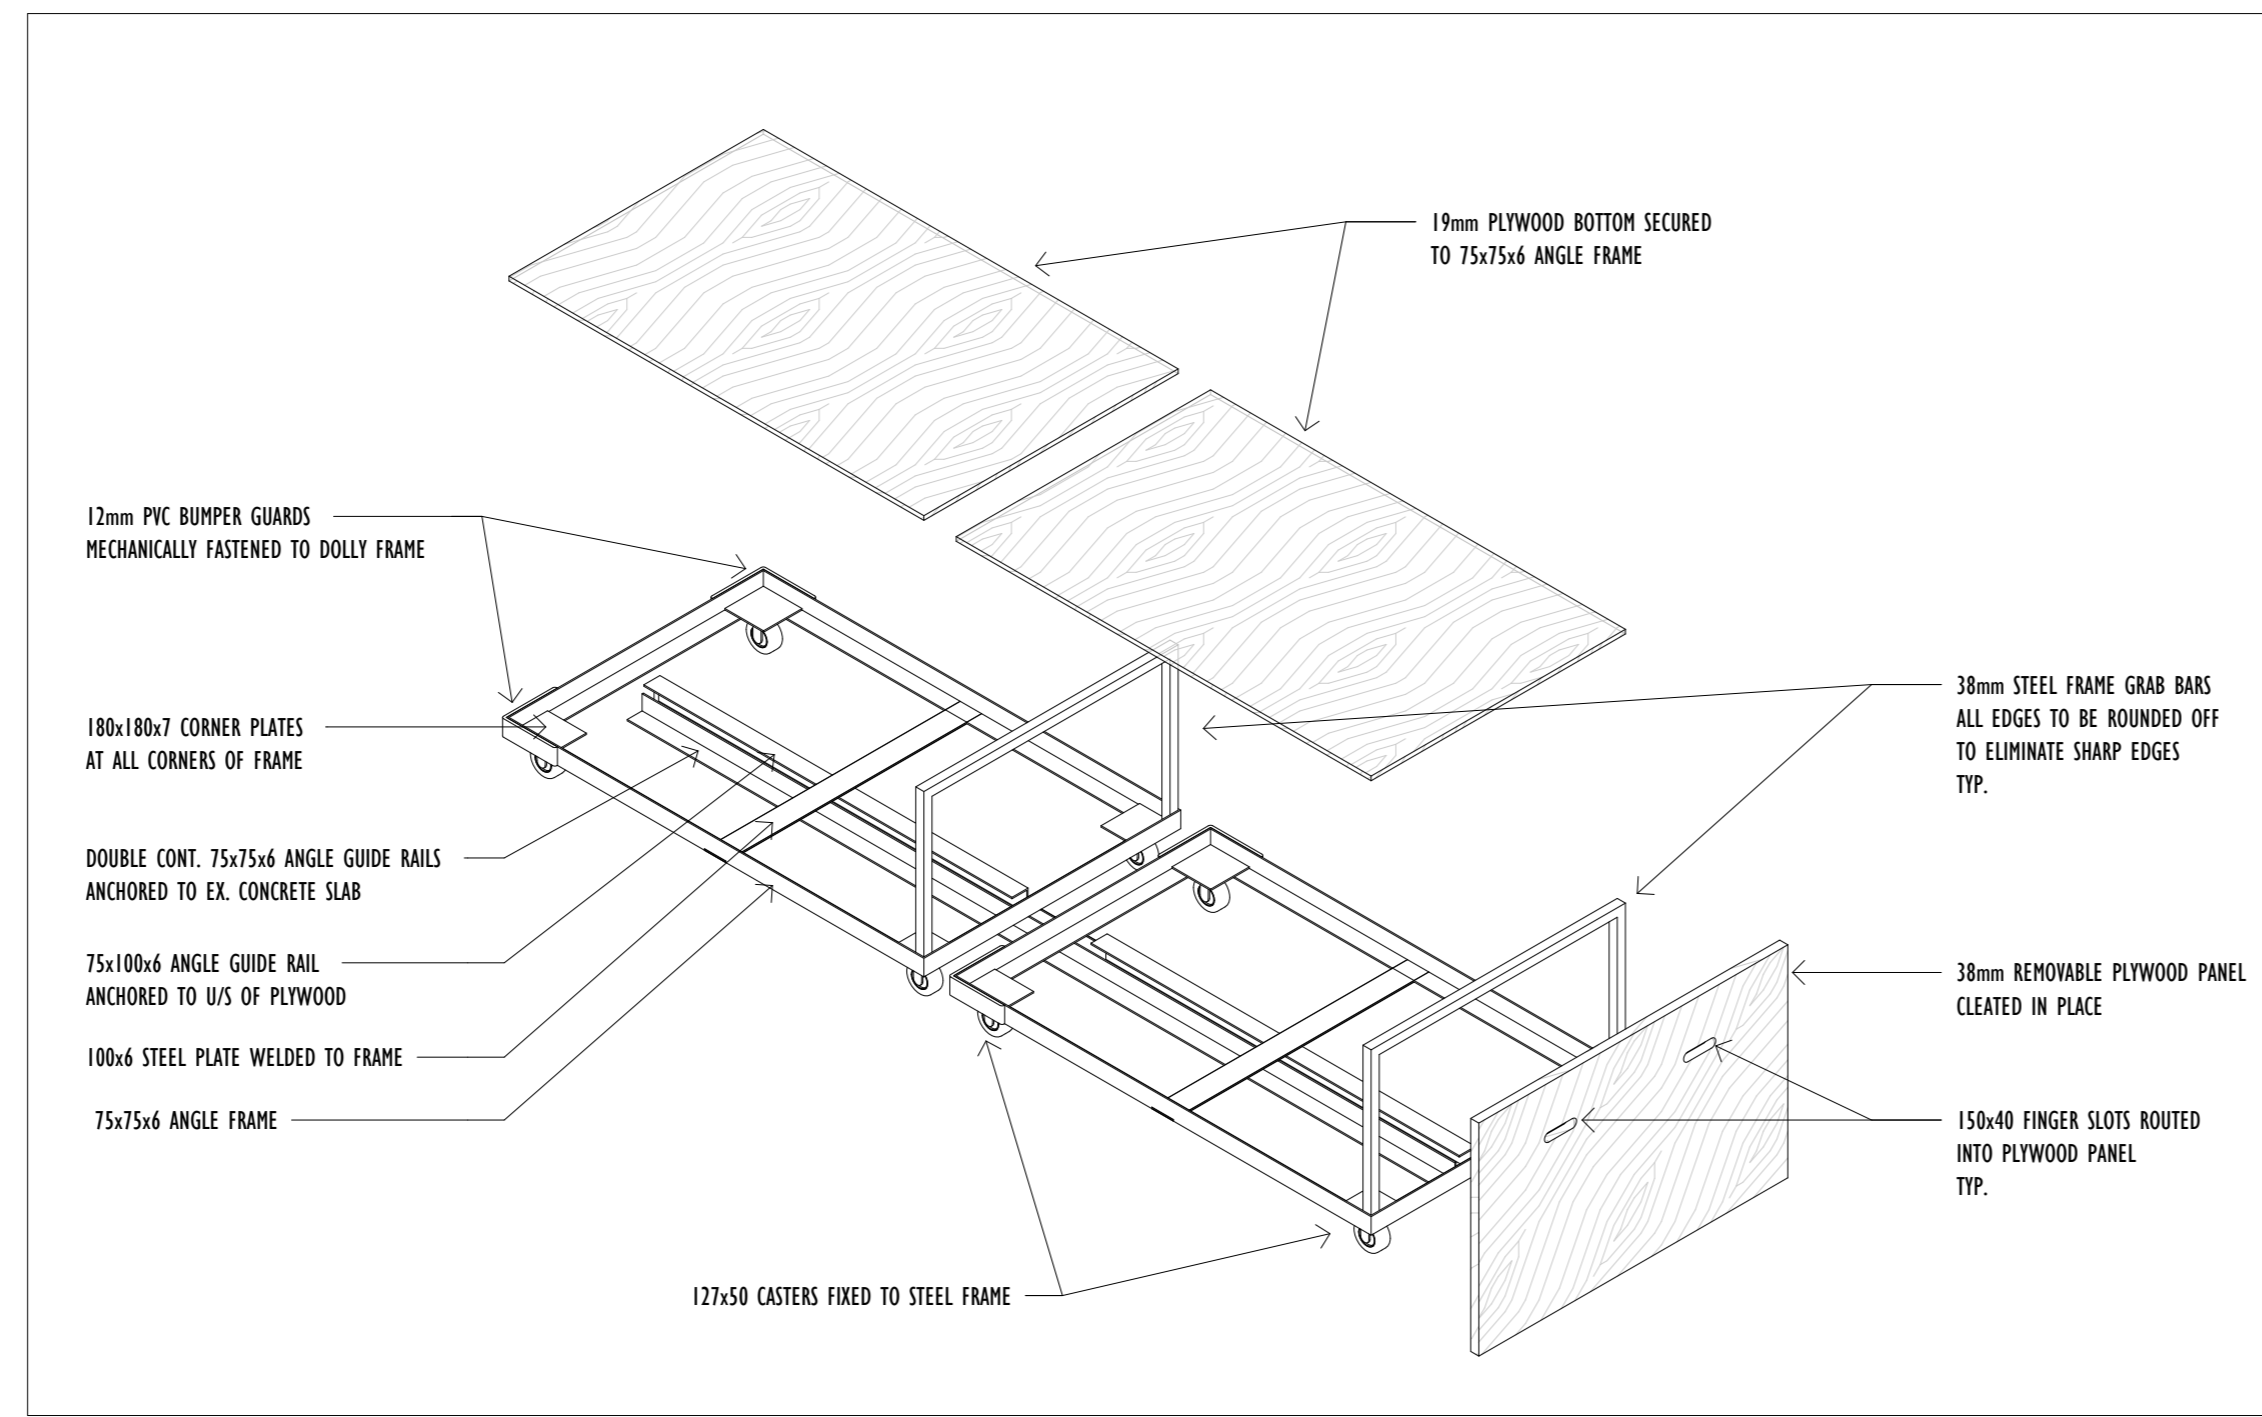 19mm PLYWOOD BOTTOM SECURED
TO 75x75x6 ANGLE FRAME
12mm PVC BUMPER GUARDS
MECHANICALLY FASTENED TO DOLLY FRAME
180x180x7 CORNER PLATES
AT ALL CORNERS OF FRAME
DOUBLE CONT. 75x75x6 ANGLE GUIDE RAILS
ANCHORED TO EX. CONCRETE SLAB
75x100x6 ANGLE GUIDE RAIL
ANCHORED TO U/S OF PLYWOOD
100x6 STEEL PLATE WELDED TO FRAME
75x75x6 ANGLE FRAME
127x50 CASTERS FIXED TO STEEL FRAME
38mm STEEL FRAME GRAB BARS
ALL EDGES TO BE ROUNDED OFF
TO ELIMINATE SHARP EDGES
TYP.
38mm REMOVABLE PLYWOOD PANEL
CLEATED IN PLACE
150x40 FINGER SLOTS ROUTED
INTO PLYWOOD PANEL
TYP.